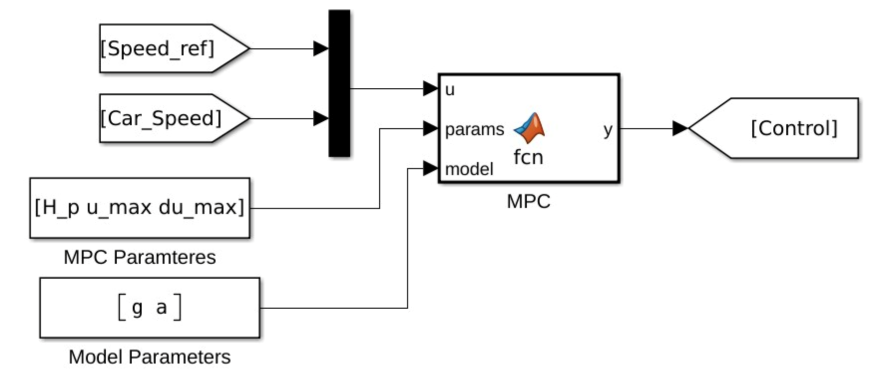 [Speed_ref]
[Car_Speed]
u
params
model
fcn
y
MPC
[Control]
[H_p u_max du_max]
MPC Paramteres
[g a]
Model Parameters